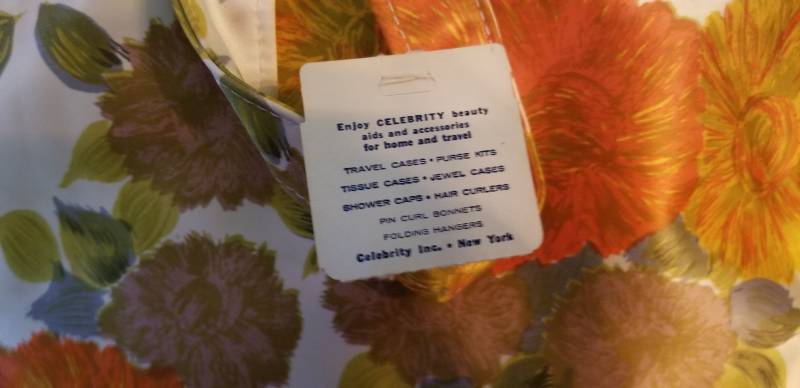 Enjoy CELEBRITY beauty
aids and accessories
for home and travel
TRAVEL CASES • PURSE KITS
TISSUE CASES • JEWEL CASES
SHOWER CAPS • HAIR CURLERS
PIN CURL BONNETS
FOLDING HANGERS
Celebrity Inc. • New York